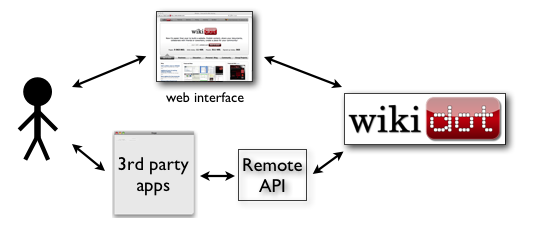 web interface
wikidot
3rd party
apps
Remote
API